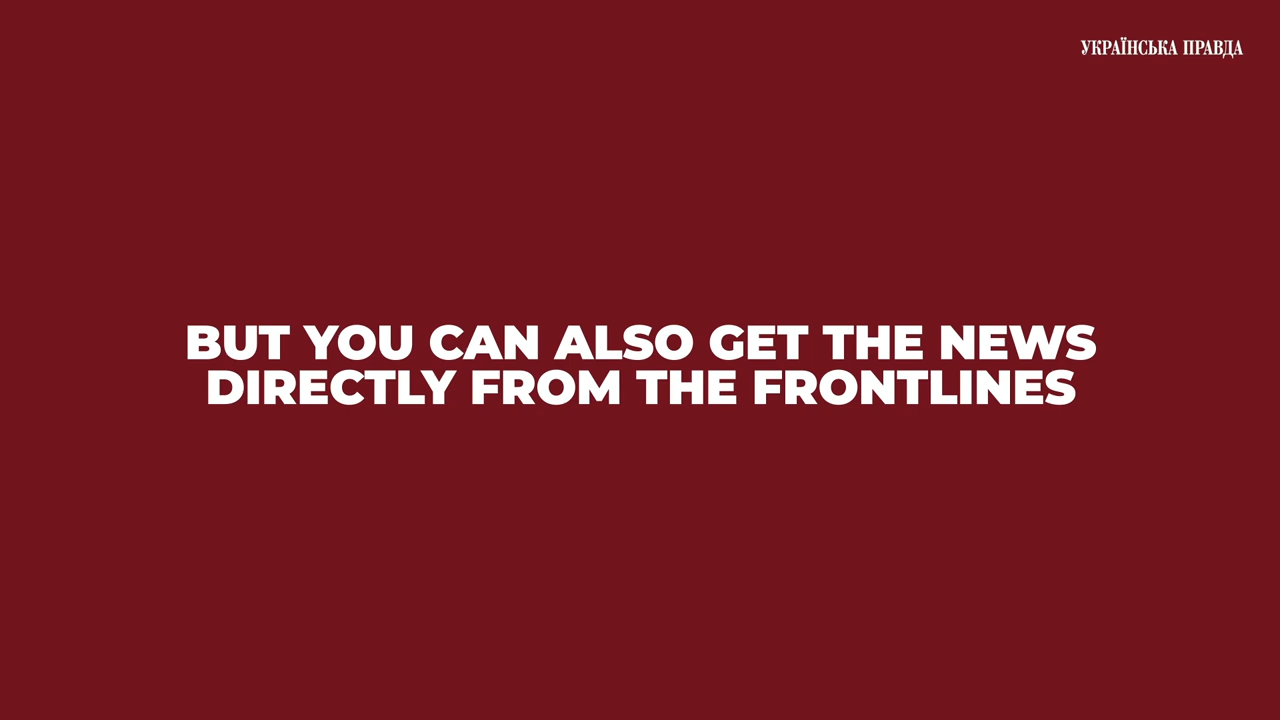 УКРАЇНСЬКА ПРАВДА
BUT YOU CAN ALSO GET THE NEWS
DIRECTLY FROM THE FRONTLINES